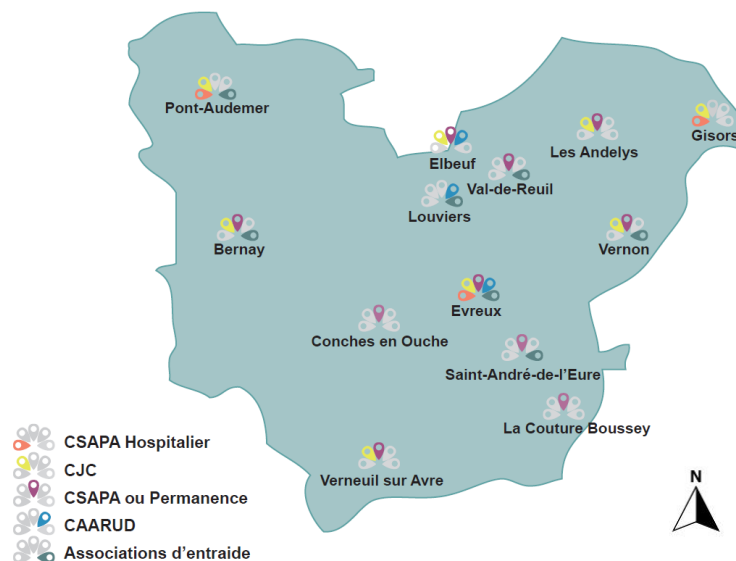 Pont-Audemer
Gisors
Elbeuf
Les Andelys
Val-de-Reuil
Louviers
Bernay
Vernon
Evreux
Conches en Ouche
Saint-André-de-l'Eure
La Couture Boussey
Verneuil sur Avre
CSAPA Hospitalier
CJC
CSAPA ou Permanence
CAARUD
Associations d'entraide
N